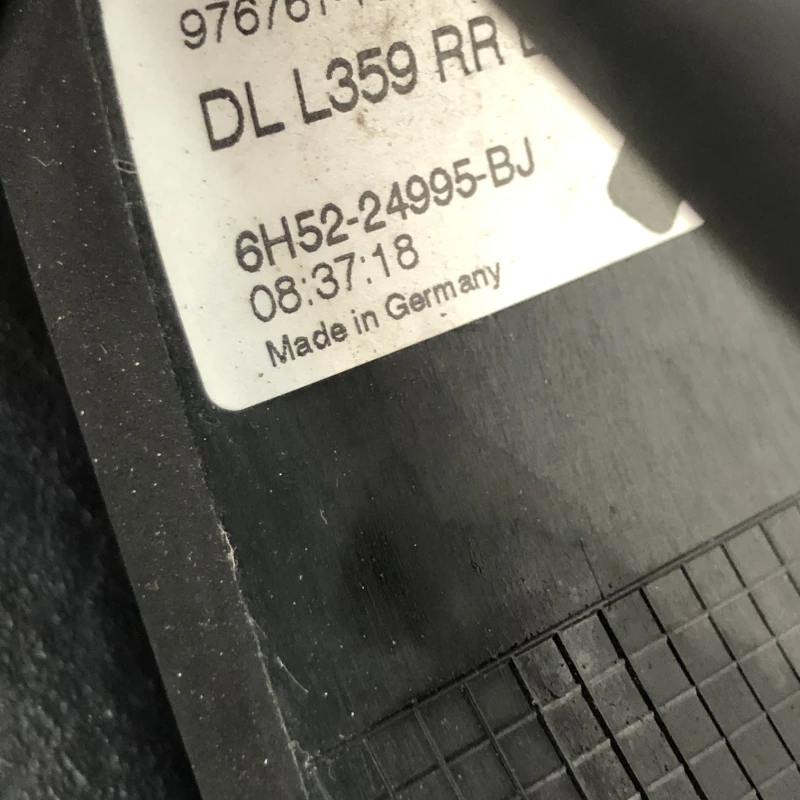 DL L359 RR
6H52-24995-BJ
08:37:18
Made in Germany